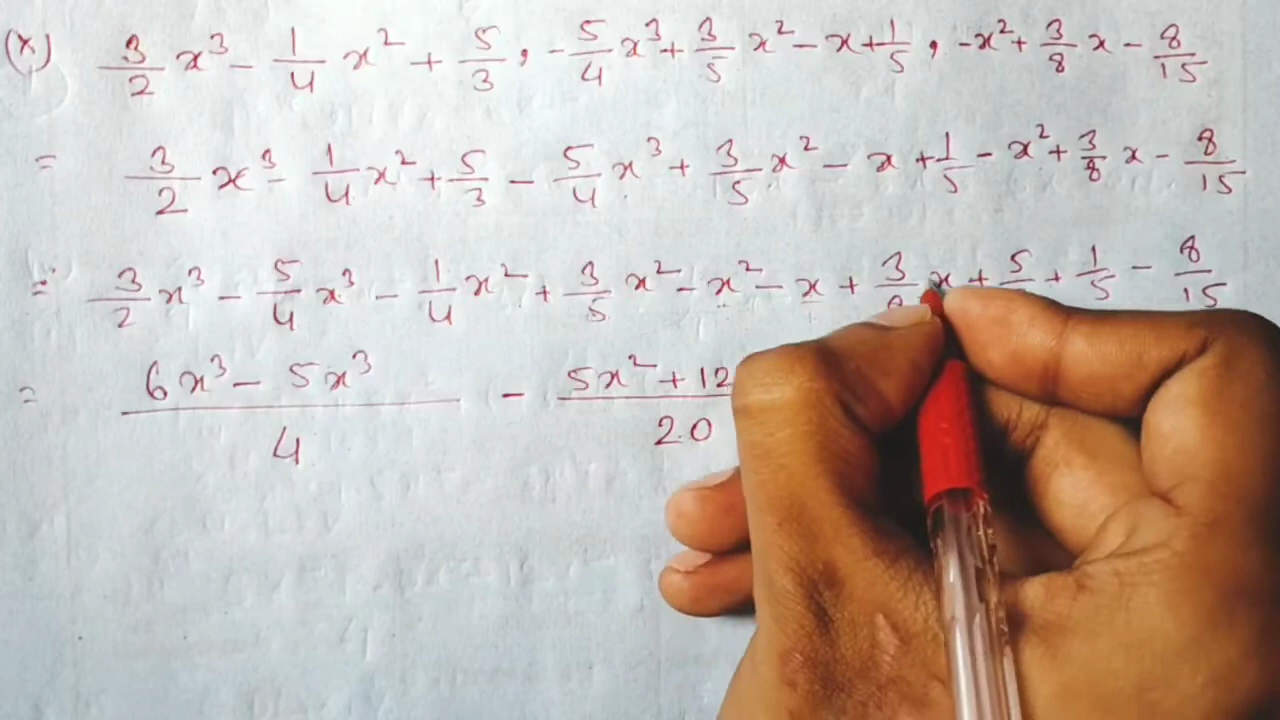 (x) 3/2 x³ - 1/4 x² + 5/3, -5/4 x³ + 3/5 x² - x + 1/5, -x² + 3/8 x - 8/15
= 3/2 x³ - 1/4 x² + 5/3 - 5/4 x³ + 3/5 x² - x + 1/5 - x² + 3/8 x - 8/15
= 3/2 x³ - 5/4 x³ - 1/4 x² + 3/5 x² - x² - x + 3/ x + 5/ + 1/5 - 8/15
= 6x³ - 5x³/4 - 5x² + 12/20